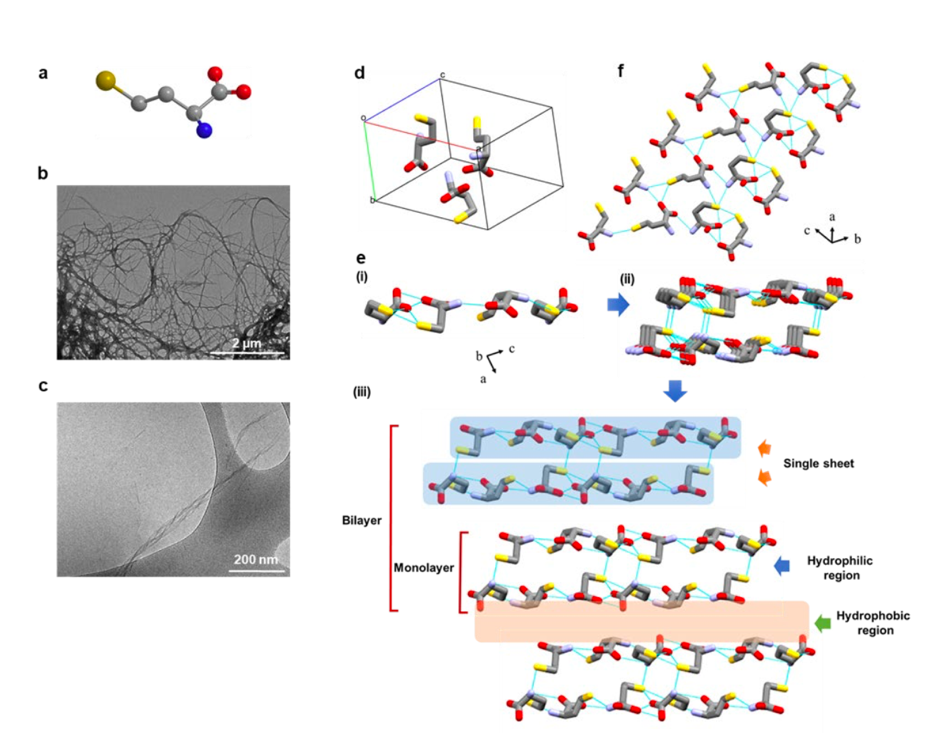 a
b
2 μm
c
200 nm
d
c
o
a
b
e
(i)
b
c
a
(ii)
(iii)
Bilayer
Monolayer
Single sheet
Hydrophilic
region
Hydrophobic
region
f
a
c
b